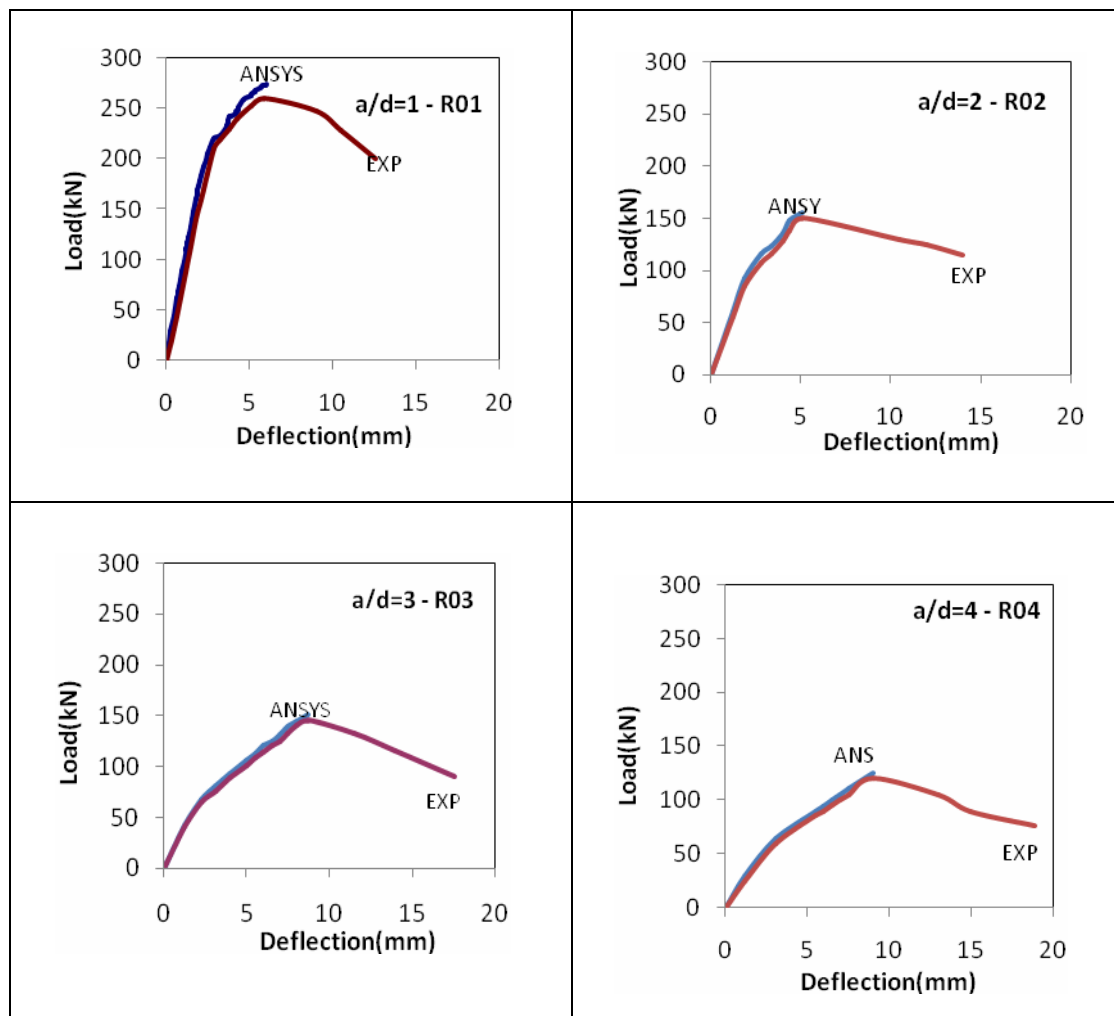 300
250
200
150
100
50
0
Load(kN)
ANSYS
a/d=1 - R01
EXP
0 5 10 15 20
Deflection(mm)
300
250
200
150
100
50
0
Load(kN)
a/d=2 - R02
ANSY
EXP
0 5 10 15 20
Deflection(mm)
300
250
200
150
100
50
0
Load(kN)
a/d=3 - R03
ANSYS
EXP
0 5 10 15 20
Deflection(mm)
300
250
200
150
100
50
0
Load(kN)
a/d=4 - R04
ANS
EXP
0 5 10 15 20
Deflection(mm)